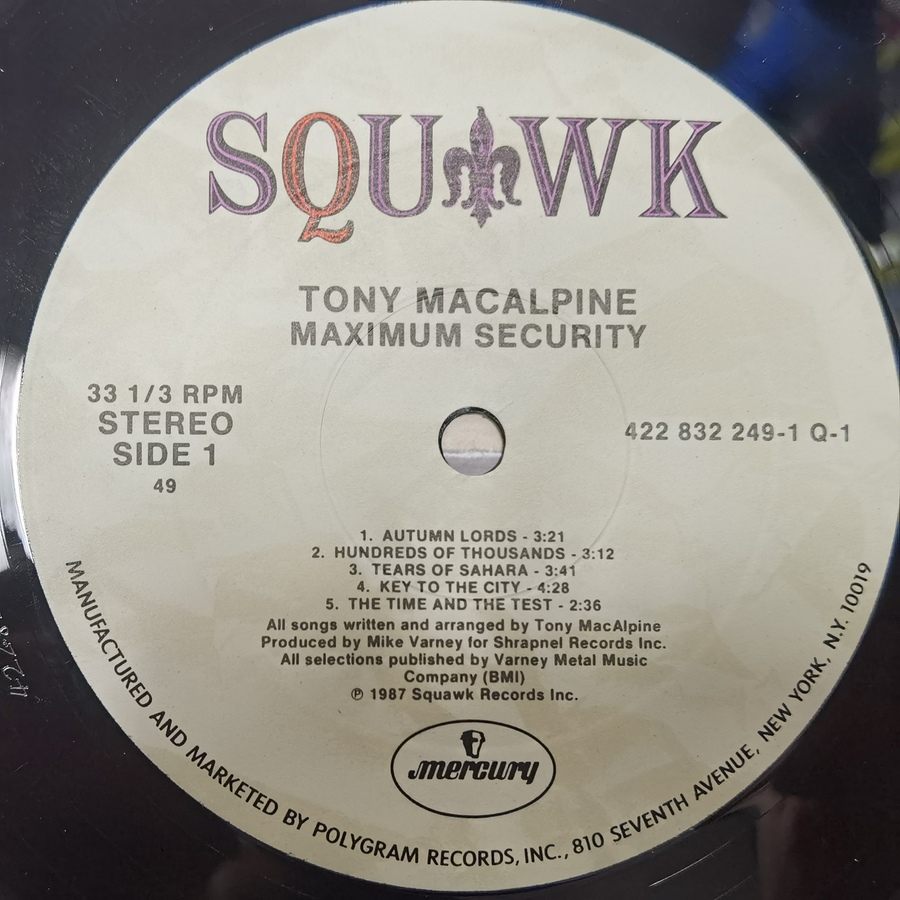 SQUAWK
TONY MACALPINE
MAXIMUM SECURITY
33 1/3 RPM
STEREO
SIDE 1
49
422 832 249-1 Q-1
1. AUTUMN LORDS - 3:21
2. HUNDREDS OF THOUSANDS - 3:12
3. TEARS OF SAHARA - 3:41
4. KEY TO THE CITY - 4:28
5. THE TIME AND THE TEST - 2:36
All songs written and arranged by Tony MacAlpine
Produced by Mike Varney for Shrapnel Records Inc.
All selections published by Varney Metal Music
Company (BMI)
℗ 1987 Squawk Records Inc.
mercury
MANUFACTURED AND MARKETED BY POLYGRAM RECORDS, INC., 810 SEVENTH AVENUE, NEW YORK, N.Y. 10019